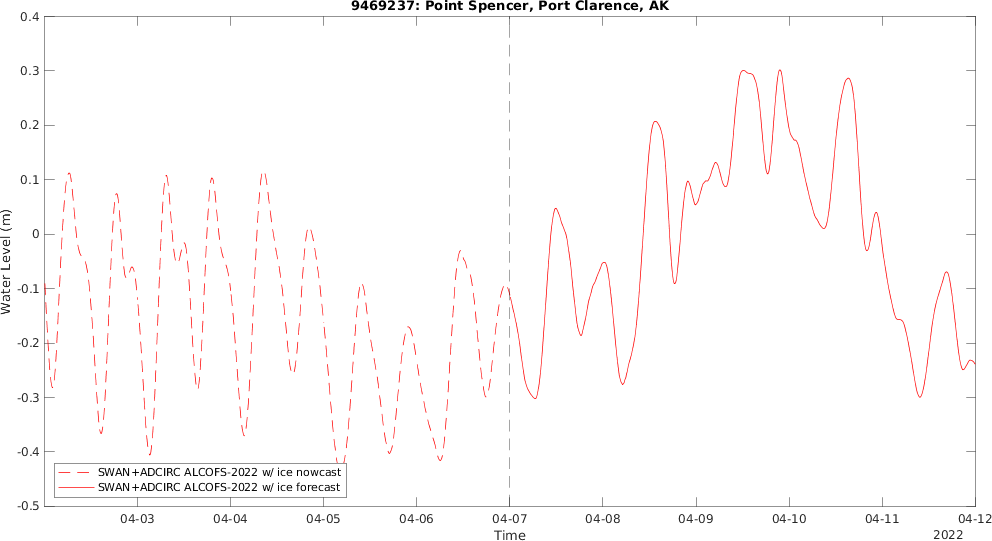 9469237: Point Spencer, Port Clarence, AK
0.4
0.3
0.2
0.1
0
-0.1
-0.2
-0.3
-0.4
-0.5
Water Level (m)
SWAN+ADCIRC ALCOFS-2022 w/ ice nowcast
SWAN+ADCIRC ALCOFS-2022 w/ ice forecast
04-03 04-04 04-05 04-06 04-07 04-08 04-09 04-10 04-11 04-12
Time
2022